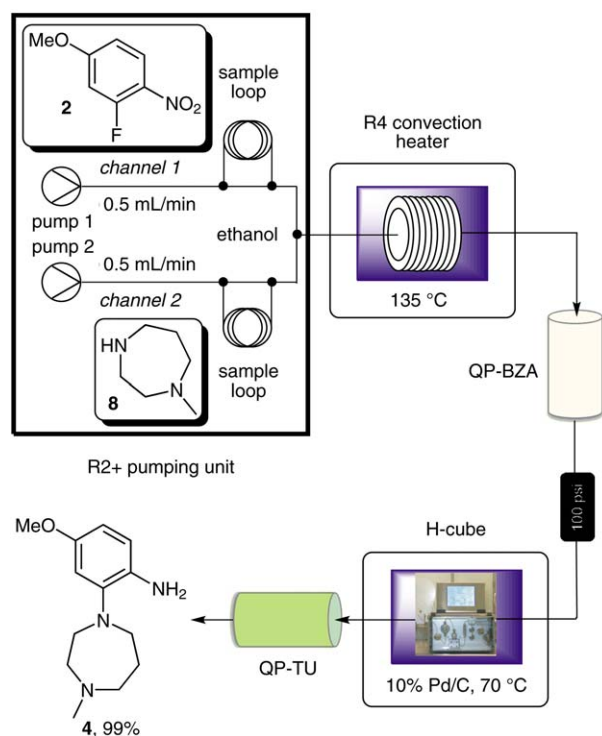 MeO
NO2
2
F
sample
loop
R4 convection
heater
channel 1
pump 1
0.5 mL/min
ethanol
pump 2
0.5 mL/min
channel 2
135 °C
HN
N
8
sample
loop
QP-BZA
R2+ pumping unit
100 psi
H-cube
MeO
NH2
N
N
QP-TU
10% Pd/C, 70 °C
4, 99%